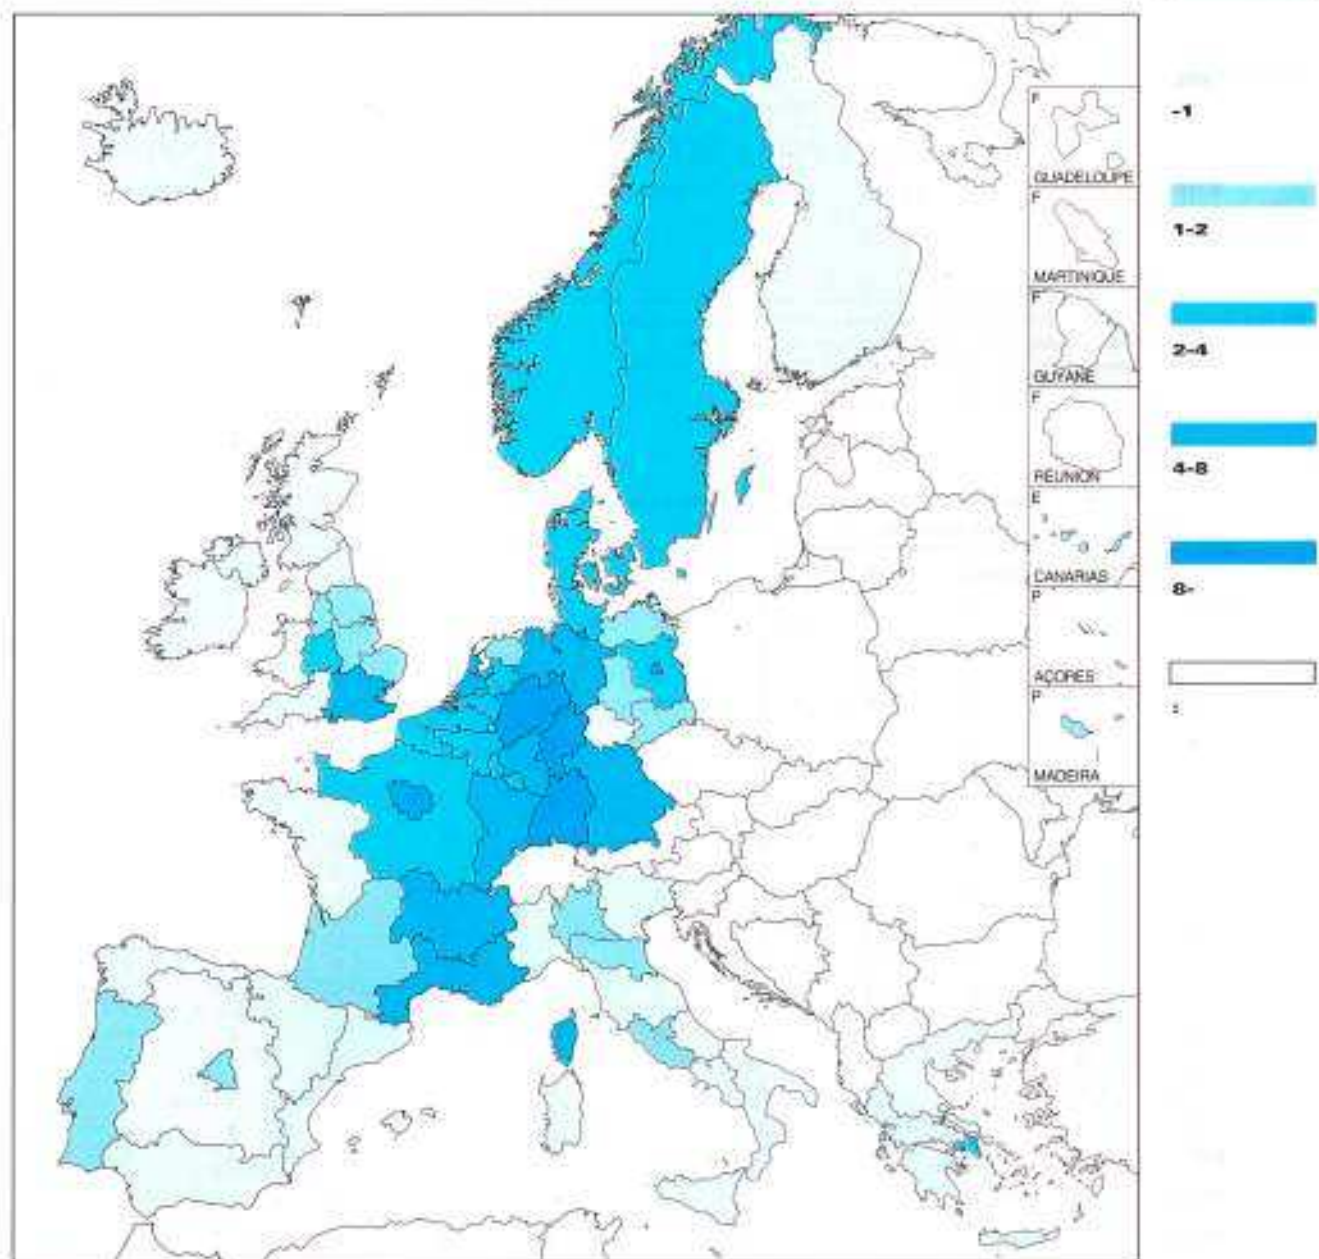 F
GUADELOUPE
F
MARTINIQUE
F
GUYANE
F
REUNION
E
CANARIAS
P
AÇORES
P
MADEIRA
-1
1-2
2-4
4-8
8-
: